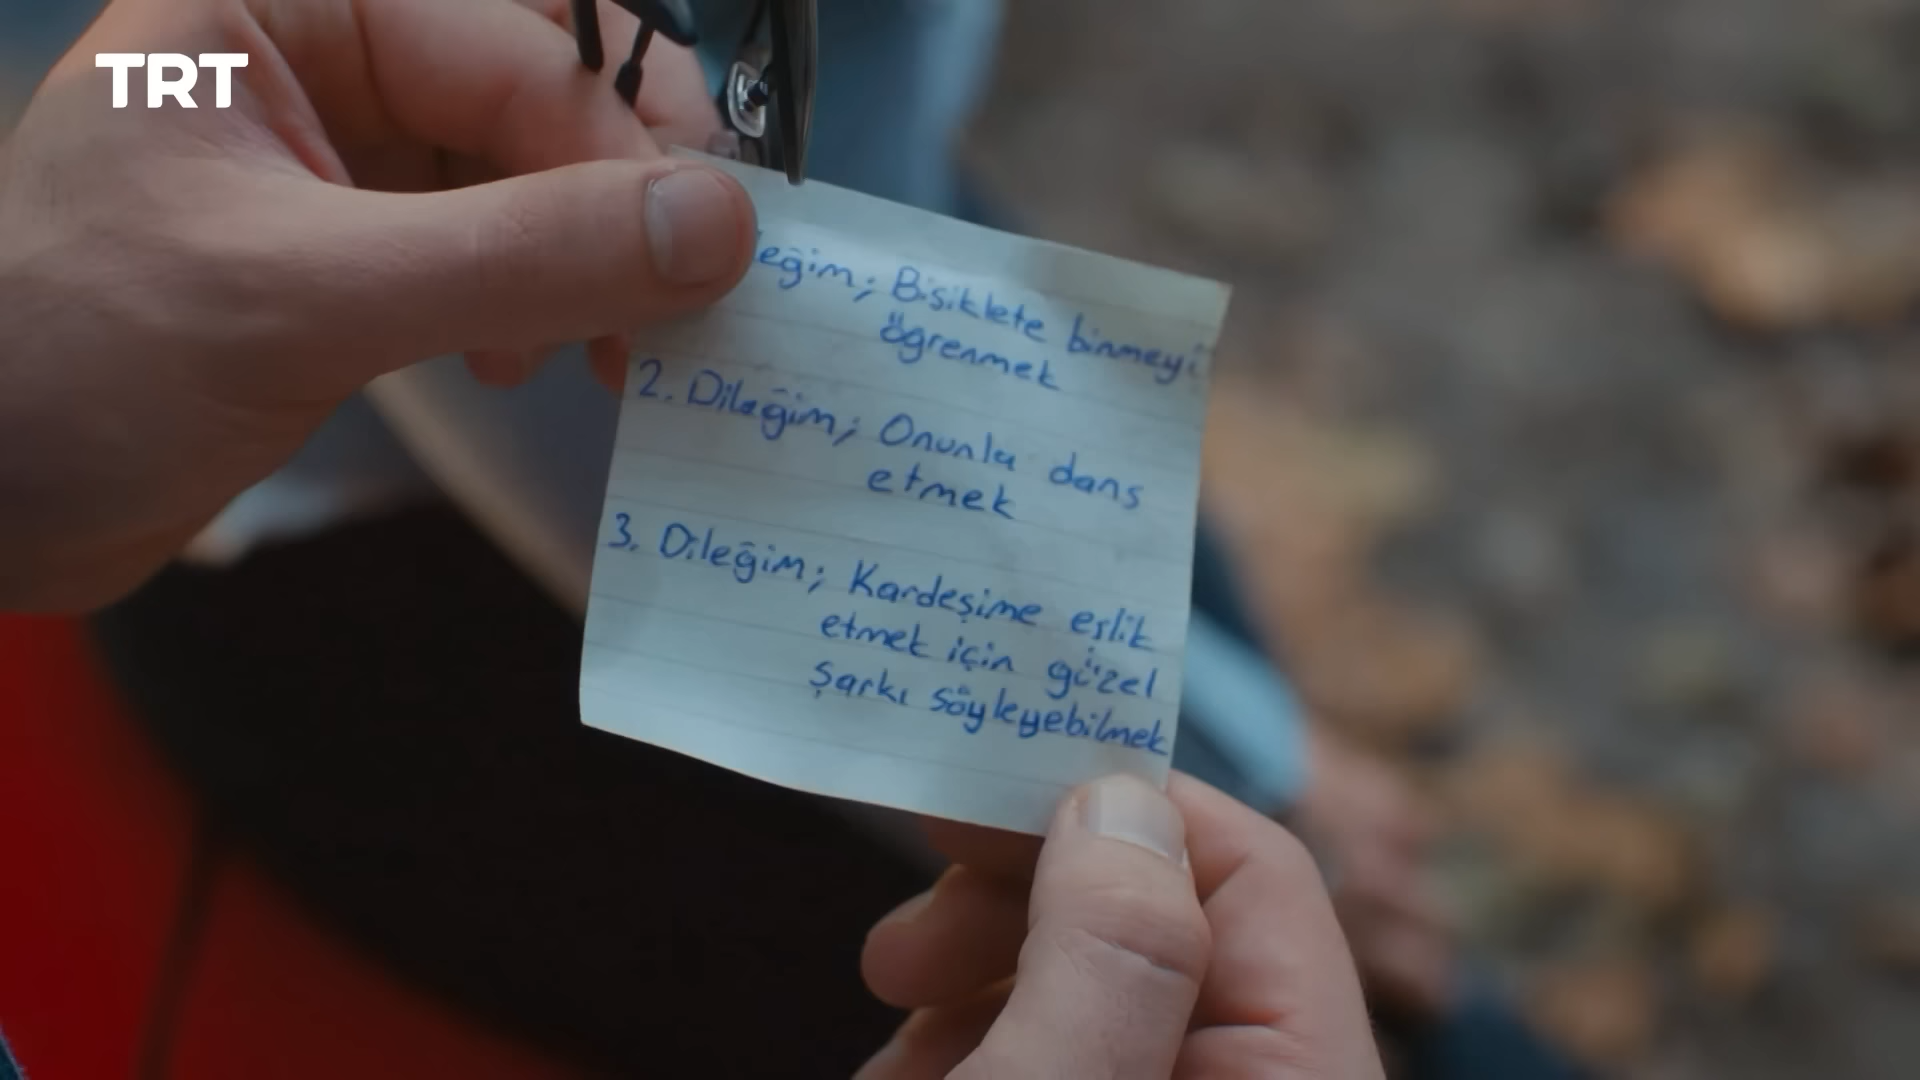 TRT
leğim; Bisiklete binmeyi
öğrenmek
2. Dileğim; Onunla dans
etmek
3. Dileğim; Kardeşime eşlik
etmek için güzel
şarkı söyleyebilmek